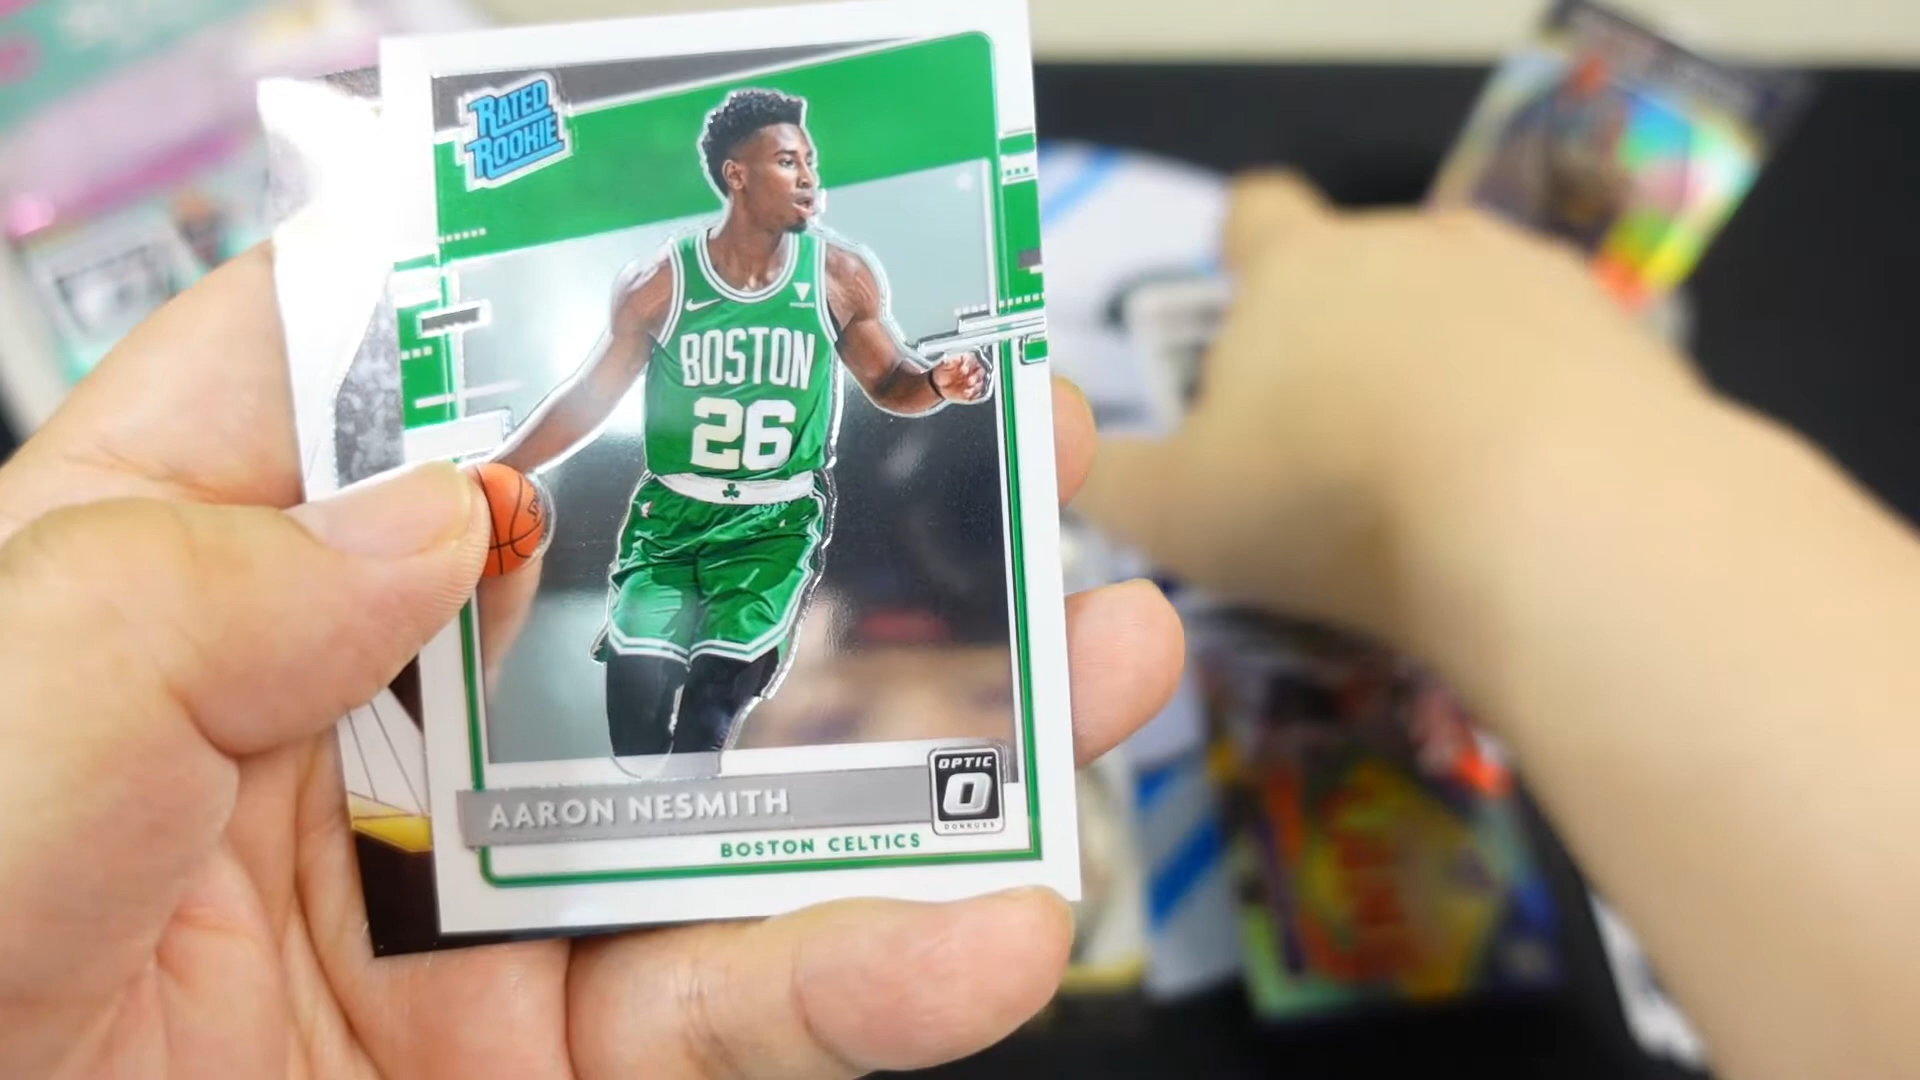 RATED
ROOKIE
BOSTON
26
OPTIC
DONRUSS
AARON NESMITH
BOSTON CELTICS